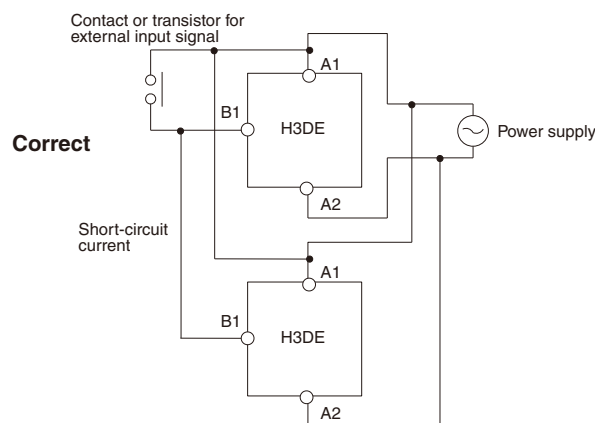 Contact or transistor for
external input signal
A1
B1
H3DE
Power supply
Correct
A2
Short-circuit
current
A1
B1
H3DE
A2